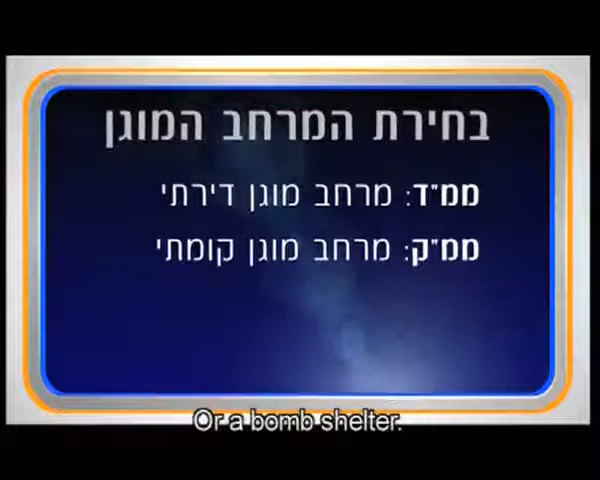 בחירת המרחב המוגן
ממ"ד: מרחב מוגן דירתי
ממ"ק: מרחב מוגן קומתי
Or a bomb shelter.